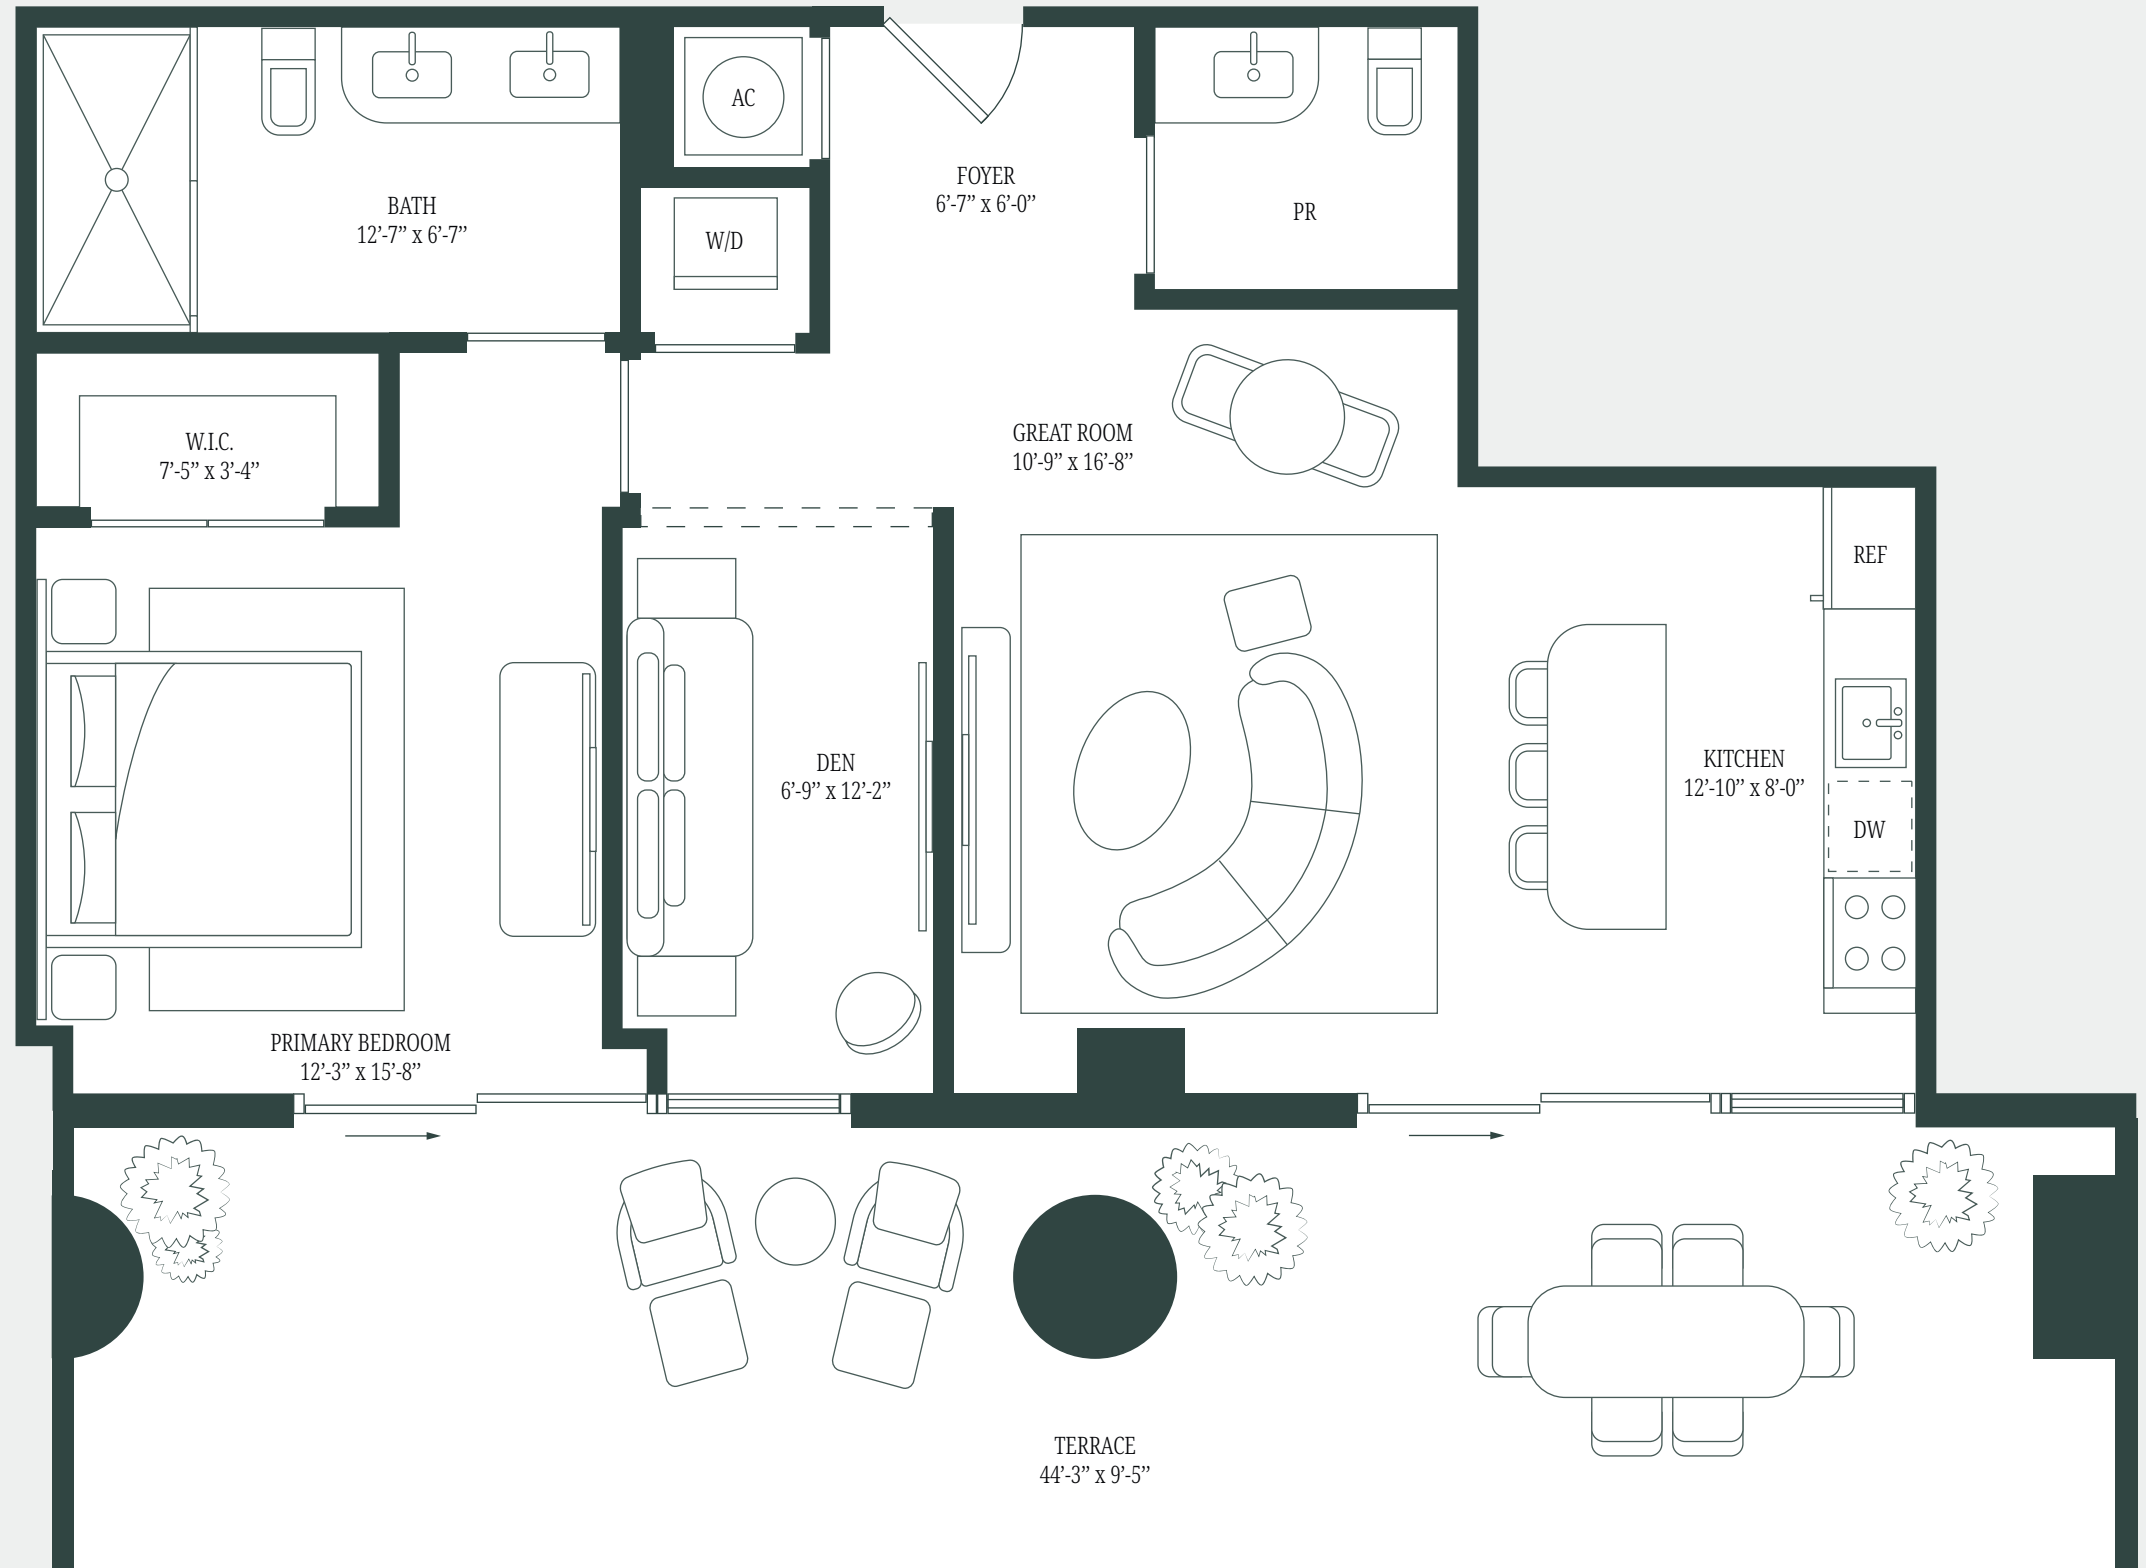 AC
BATH
12’-7” x 6’-7”
FOYER
6’-7” x 6’-0”
PR
W/D
W.I.C.
7’-5” x 3’-4”
GREAT ROOM
10’-9” x 16’-8”
REF
DEN
6’-9” x 12’-2”
KITCHEN
12’-10” x 8’-0”
DW
PRIMARY BEDROOM
12’-3” x 15’-8”
TERRACE
44’-3” x 9’-5”